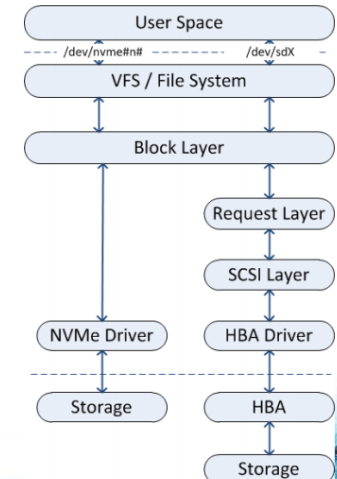 User Space
/dev/nvme#n# /dev/sdX
VFS / File System
Block Layer
Request Layer
SCSI Layer
NVMe Driver HBA Driver
Storage HBA
Storage